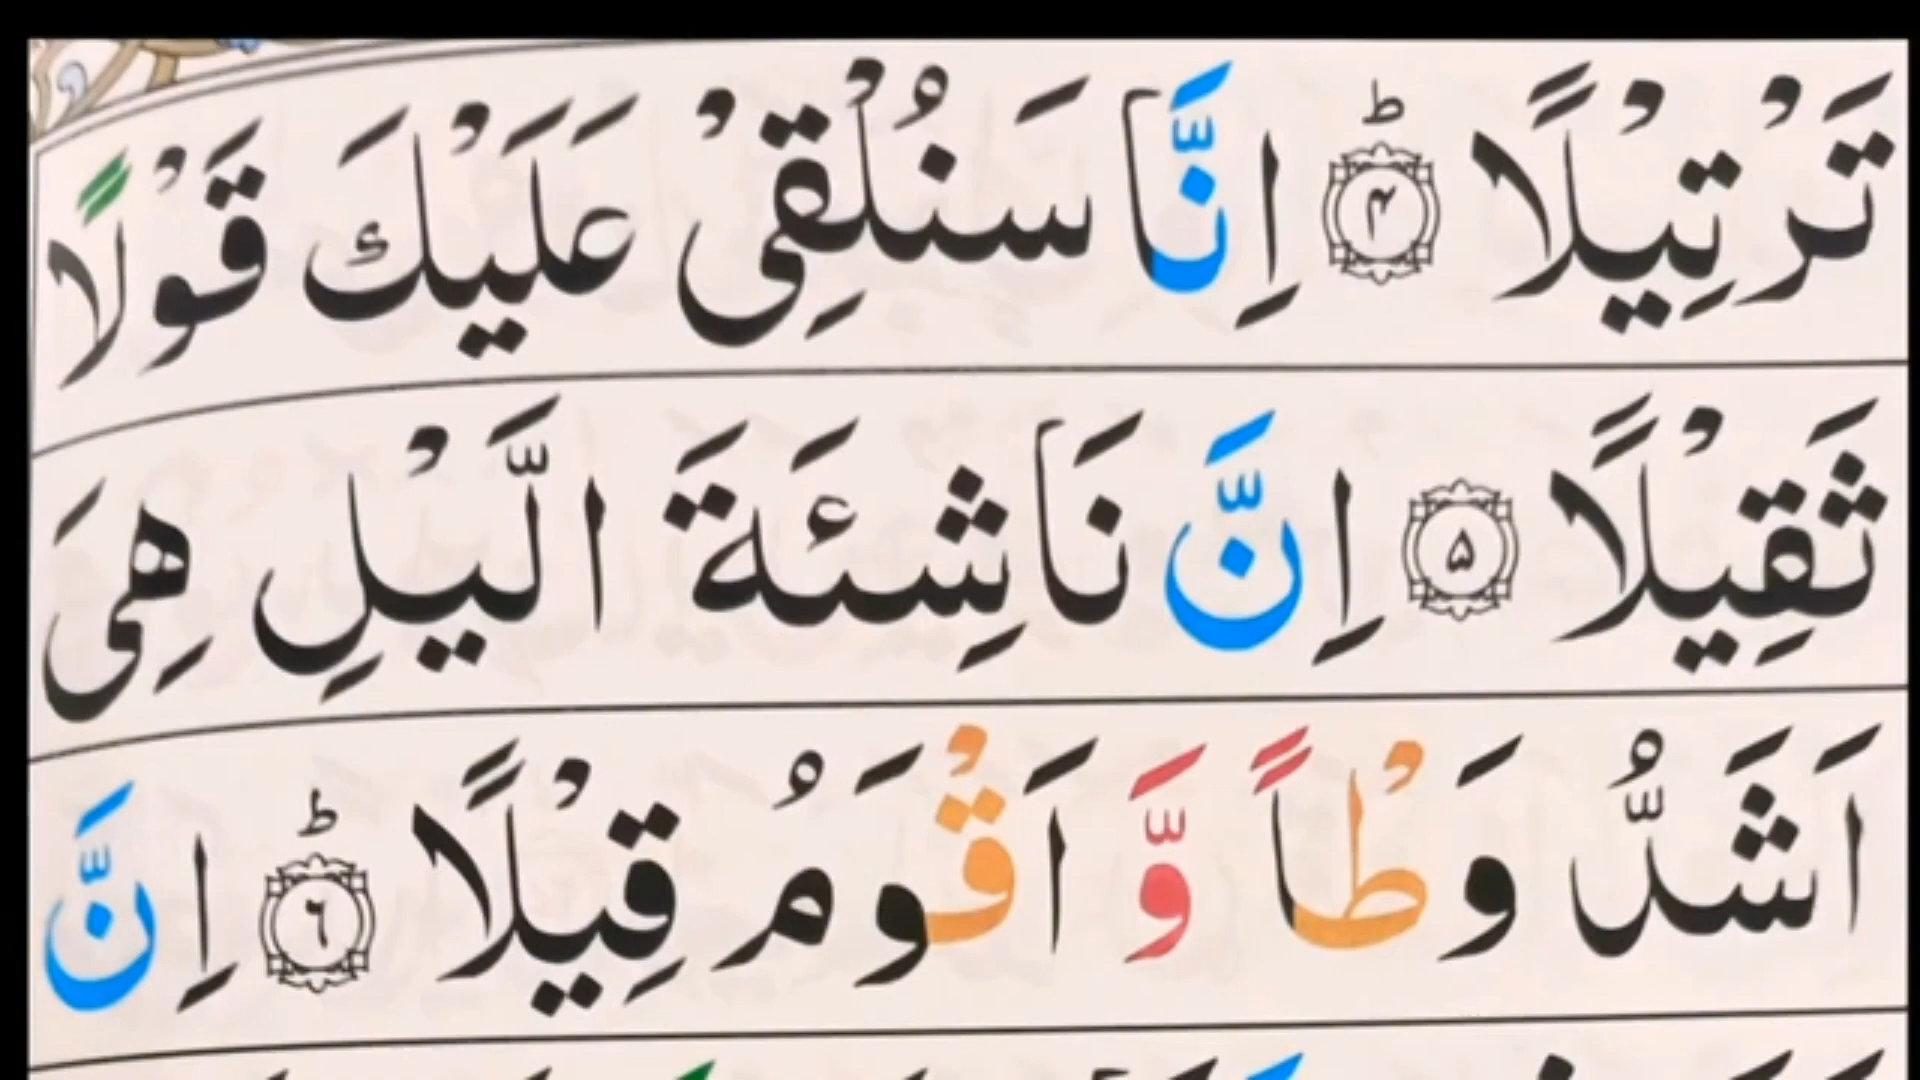 تَرْتِيْلًا ؕ ۴ اِنَّا سَنُلْقِيْ عَلَيْكَ قَوْلًا
ثَقِيْلًا ۵ اِنَّ نَاشِئَةَ الَّيْلِ هِيَ
اَشَدُّ وَطْاً وَّ اَقْوَمُ قِيْلًا ؕ ۶ اِنَّ